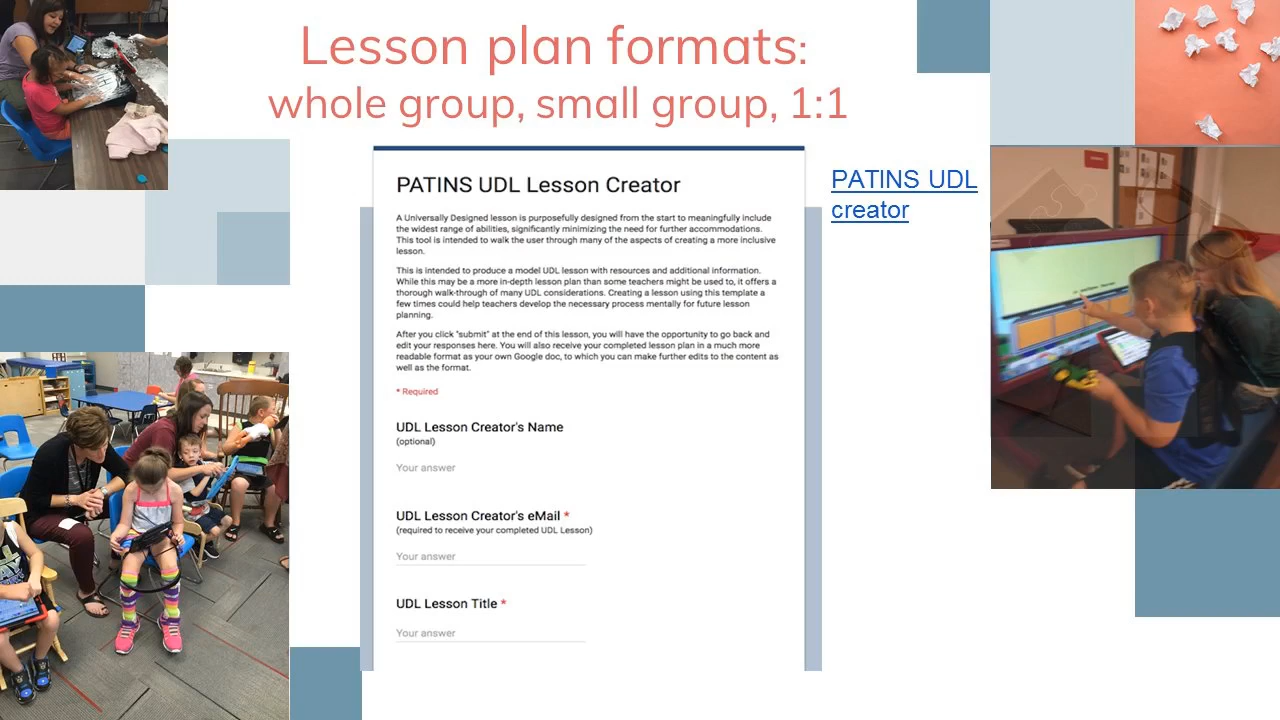 Lesson plan formats:
whole group, small group, 1:1
PATINS UDL Lesson Creator
A Universally Designed lesson is purposefully designed from the start to meaningfully include
the widest range of abilities, significantly minimizing the need for further accommodations.
This tool is intended to walk the user through many of the aspects of creating a more inclusive
lesson.
This is intended to produce a model UDL lesson with resources and additional information.
While this may be a more in-depth lesson plan than some teachers might be used to, it offers a
thorough walk-through of many UDL considerations. Creating a lesson using this template a
few times could help teachers develop the necessary process mentally for future lesson
planning.
After you click "submit" at the end of this lesson, you will have the opportunity to go back and
edit your responses here. You will also receive your completed lesson plan in a much more
readable format as your own Google doc, to which you can make further edits to the content as
well as the format.
* Required
UDL Lesson Creator's Name
(optional)
Your answer
UDL Lesson Creator's eMail *
(required to receive your completed UDL Lesson)
Your answer
UDL Lesson Title *
Your answer
PATINS UDL
creator